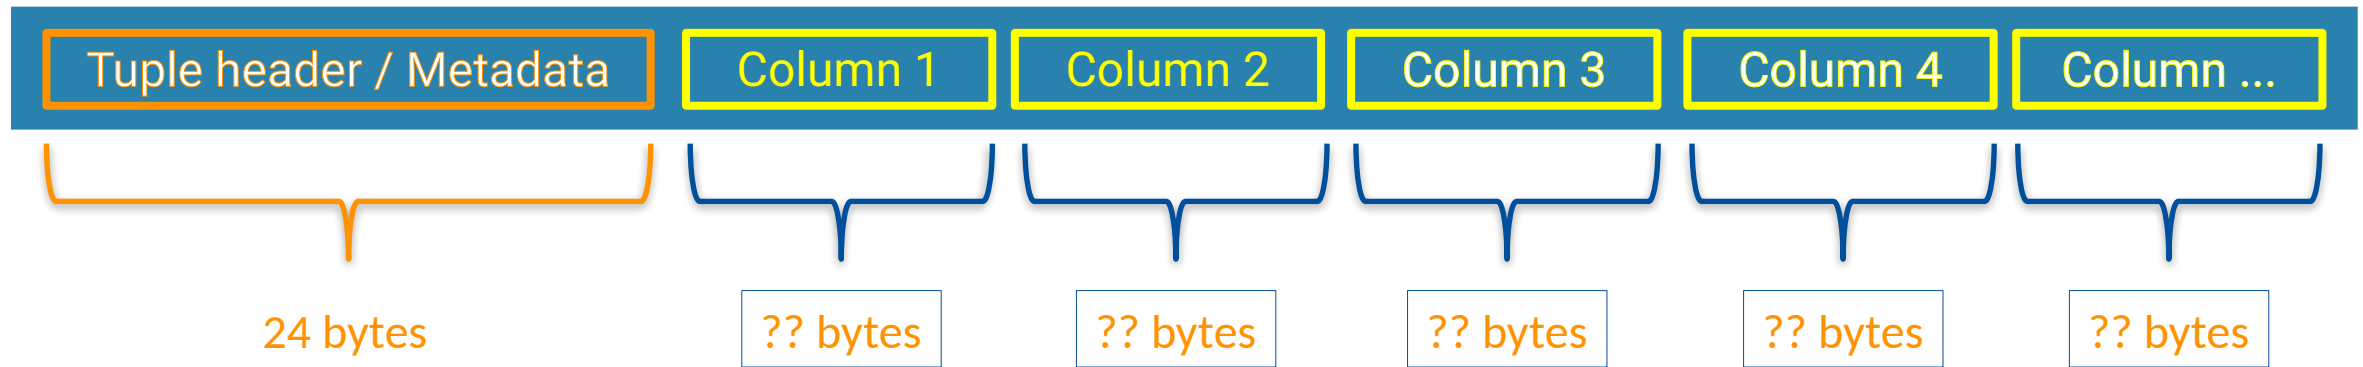 Tuple header / Metadata Column 1 Column 2 Column 3 Column 4 Column ...
24 bytes ?? bytes ?? bytes ?? bytes ?? bytes ?? bytes